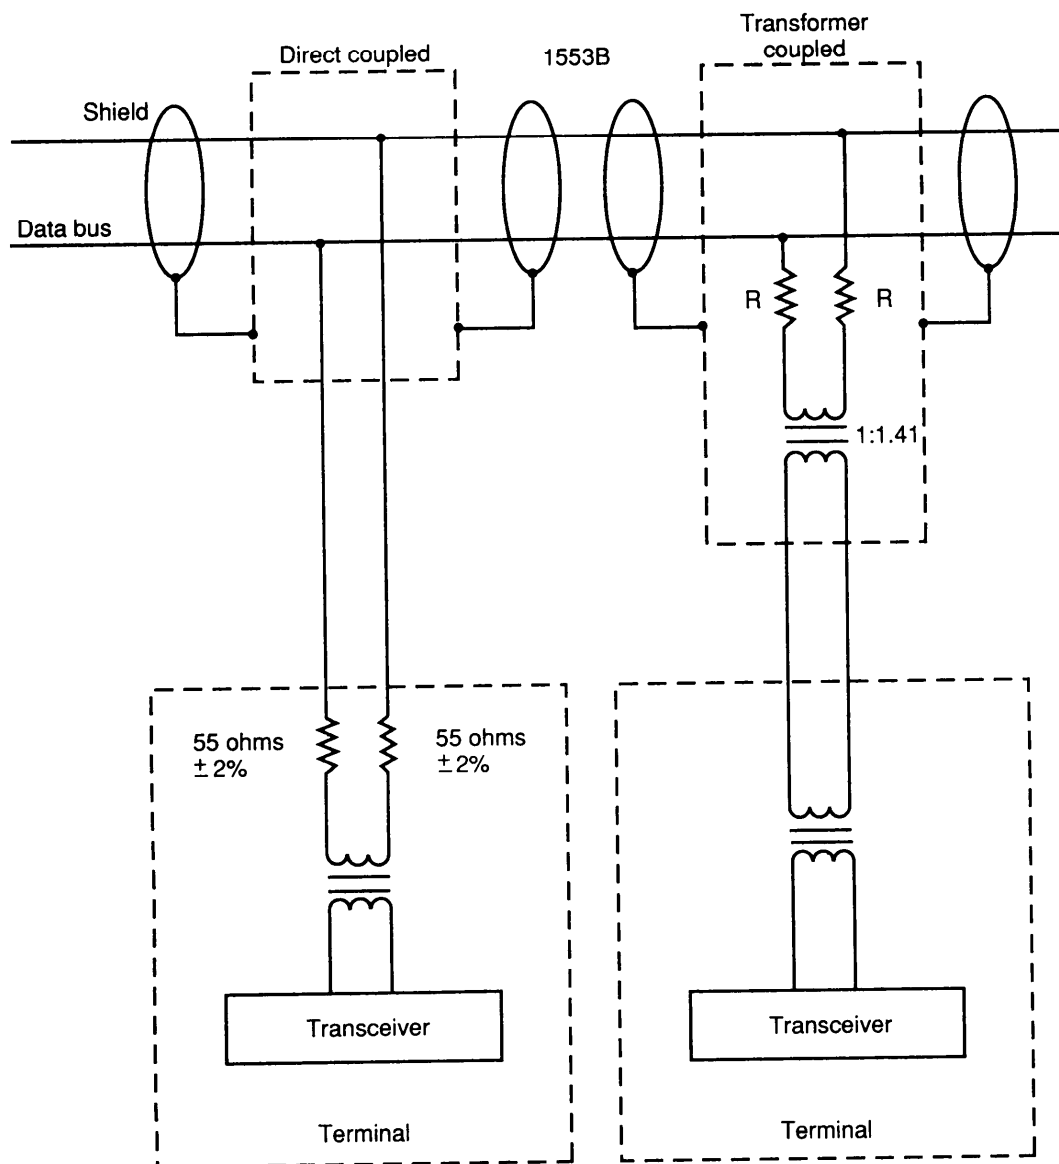 Direct coupled
1553B
Transformer
coupled
Shield
Data bus
R
R
1:1.41
55 ohms
± 2%
55 ohms
± 2%
Transceiver
Transceiver
Terminal
Terminal